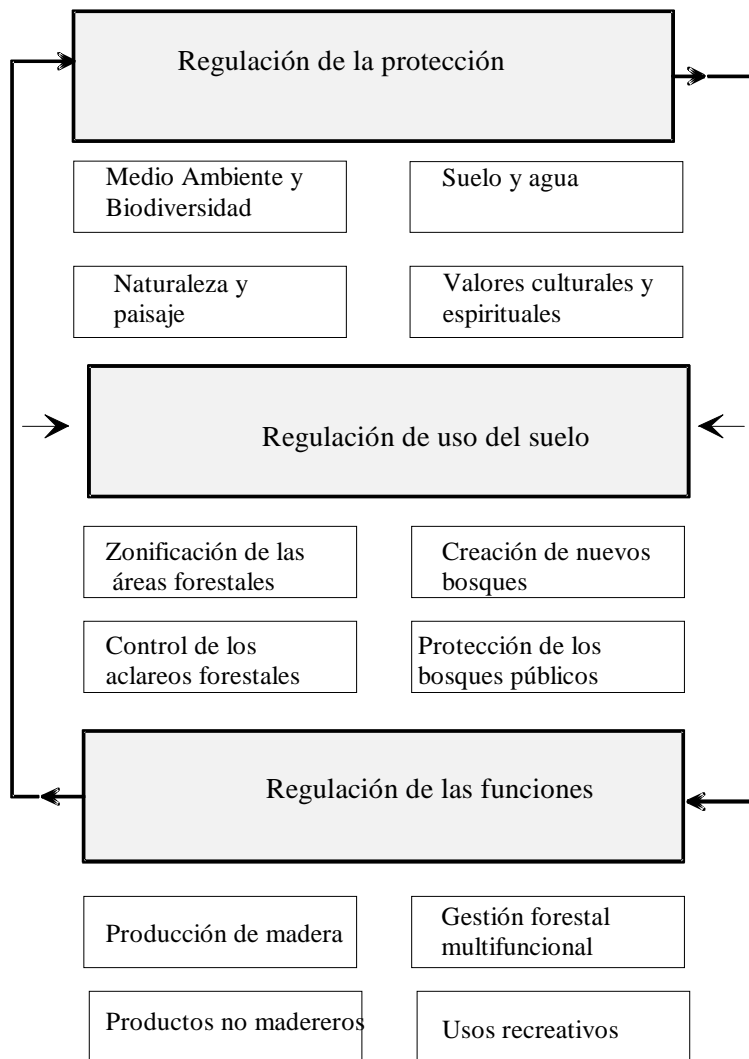 Regulación de la protección
Medio Ambiente y
Biodiversidad
Suelo y agua
Naturaleza y
paisaje
Valores culturales y
espirituales
Regulación de uso del suelo
Zonificación de las
áreas forestales
Creación de nuevos
bosques
Control de los
aclareos forestales
Protección de los
bosques públicos
Regulación de las funciones
Producción de madera
Gestión forestal
multifuncional
Productos no madereros
Usos recreativos